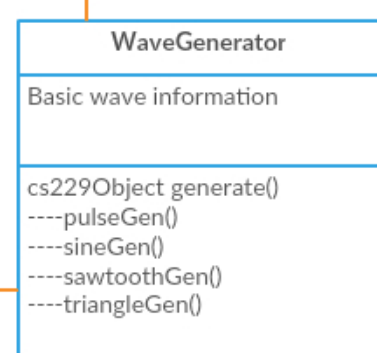 WaveGenerator
Basic wave information
cs229Object generate()
----pulseGen()
----sineGen()
----sawtoothGen()
----triangleGen()